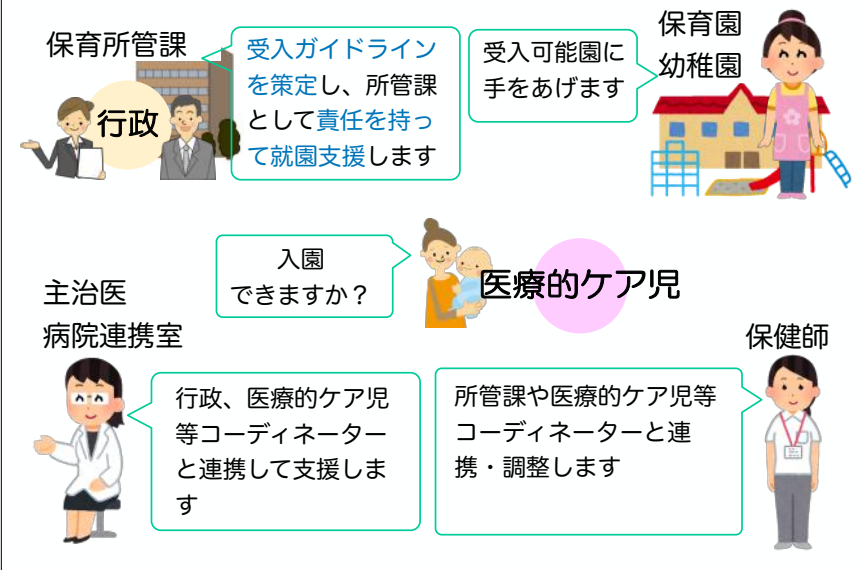 保育所管課
行政
受入ガイドライン
を策定し、所管課
として責任を持っ
て就園支援します
受入可能園に
手をあげます
保育園
幼稚園
入園
できますか？
医療的ケア児
主治医
病院連携室
行政、医療的ケア児
等コーディネーター
と連携して支援しま
す
保健師
所管課や医療的ケア児等
コーディネーターと連
携・調整します